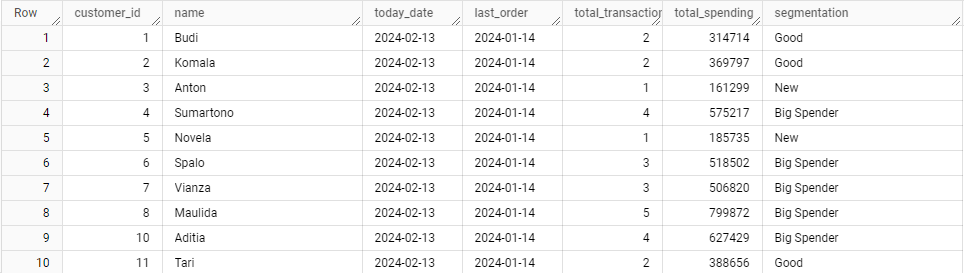 Row customer_id name today_date last_order total_transaction total_spending segmentation
1 1 Budi 2024-02-13 2024-01-14 2 314714 Good
2 2 Komala 2024-02-13 2024-01-14 2 369797 Good
3 3 Anton 2024-02-13 2024-01-14 1 161299 New
4 4 Sumartono 2024-02-13 2024-01-14 4 575217 Big Spender
5 5 Novela 2024-02-13 2024-01-14 1 185735 New
6 6 Spalo 2024-02-13 2024-01-14 3 518502 Big Spender
7 7 Vianza 2024-02-13 2024-01-14 3 506820 Big Spender
8 8 Maulida 2024-02-13 2024-01-14 5 799872 Big Spender
9 10 Aditia 2024-02-13 2024-01-14 4 627429 Big Spender
10 11 Tari 2024-02-13 2024-01-14 2 388656 Good